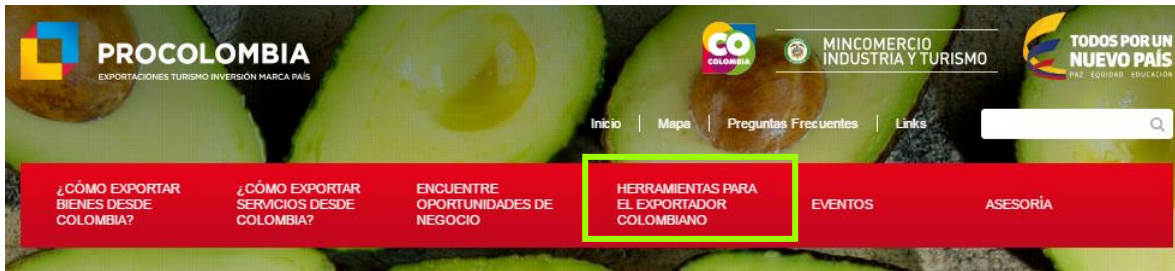 PROCOLOMBIA
EXPORTACIONES TURISMO INVERSIÓN MARCA PAÍS
CO
COLOMBIA
MINCOMERCIO
INDUSTRIA Y TURISMO
TODOS POR UN
NUEVO PAÍS
PAZ EQUIDAD EDUCACIÓN
Inicio | Mapa | Preguntas Frecuentes | Links
¿CÓMO EXPORTAR
BIENES DESDE
COLOMBIA?
¿CÓMO EXPORTAR
SERVICIOS DESDE
COLOMBIA?
ENCUENTRE
OPORTUNIDADES DE
NEGOCIO
HERRAMIENTAS PARA
EL EXPORTADOR
COLOMBIANO
EVENTOS
ASESORÍA